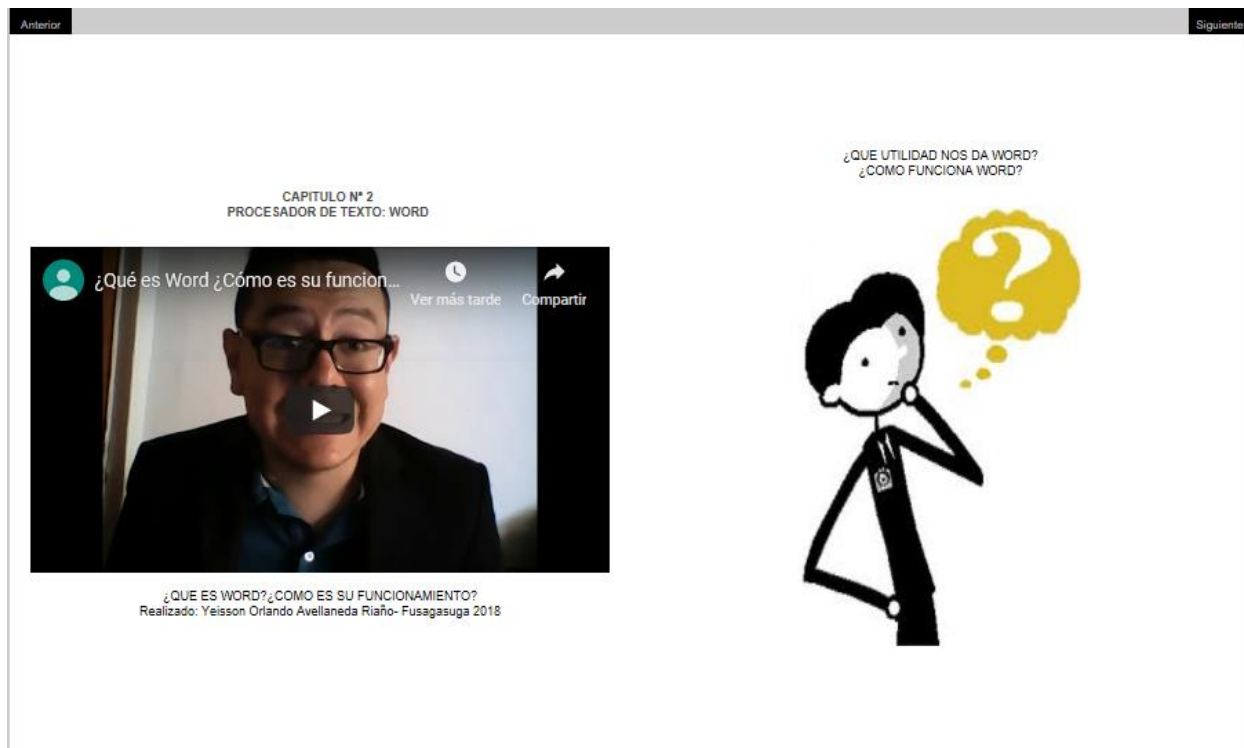 Anterior
Siguiente
CAPITULO N° 2
PROCESADOR DE TEXTO: WORD
¿Qué es Word ¿Cómo es su funcion...
Ver más tarde
Compartir
¿QUE ES WORD?¿COMO ES SU FUNCIONAMIENTO?
Realizado: Yeisson Orlando Avellaneda Riaño- Fusagasuga 2018
¿QUE UTILIDAD NOS DA WORD?
¿COMO FUNCIONA WORD?
?